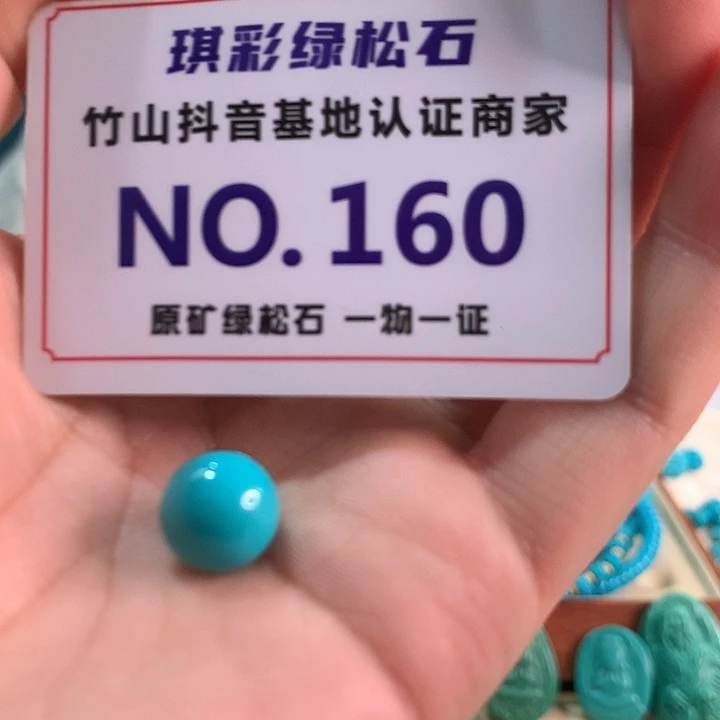 琪彩绿松石
竹山抖音基地认证商家
NO.160
原矿绿松石 一物一证